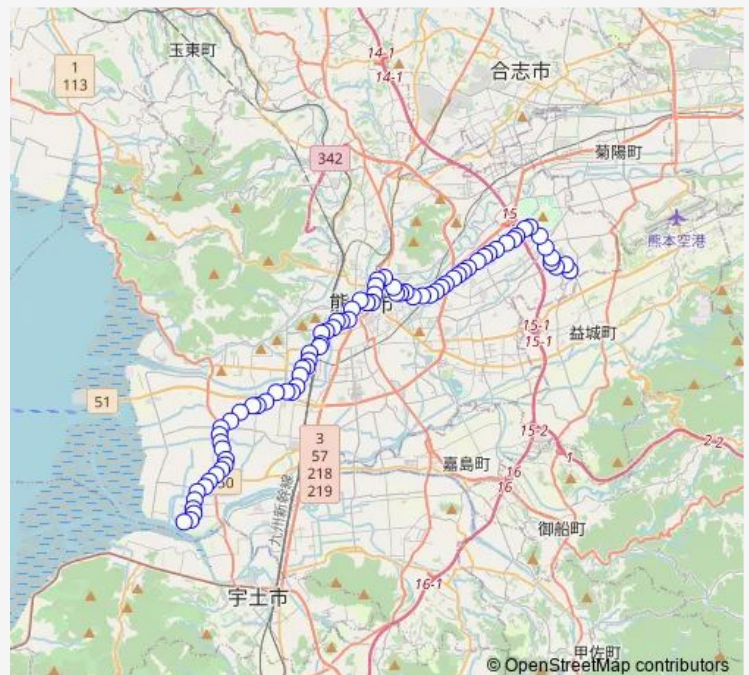 14-1
14-1
玉東町
1
113
合志市
菊陽町
342
15
熊本空港
熊
市
15-1
15-1
益城町
51
3
57
218
219
15-2
1
2-2
嘉島町
16
16
九州新幹線
御船町
16-1
宇土市
甲佐町
© OpenStreetMap contributors